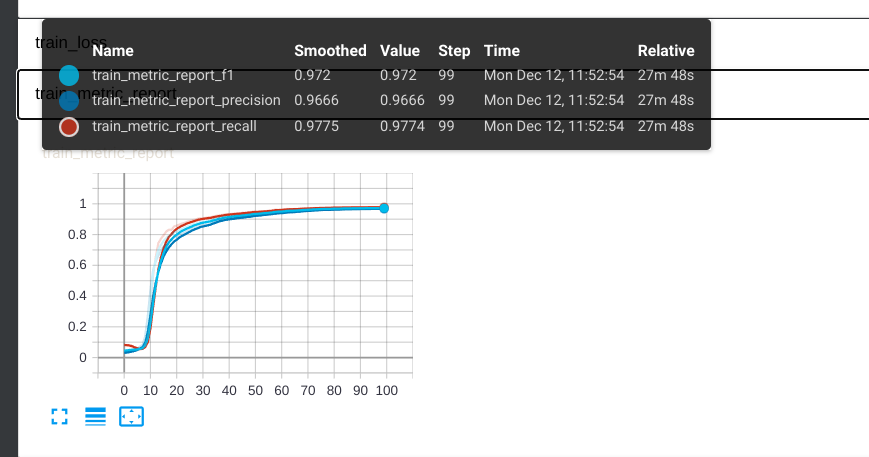 train_loss
Name Smoothed Value Step Time Relative
train_metric_report_f1 0.972 0.972 99 Mon Dec 12, 11:52:54 27m 48s
train_metric_report
train_metric_report_precision 0.9666 0.9666 99 Mon Dec 12, 11:52:54 27m 48s
train_metric_report_recall 0.9775 0.9774 99 Mon Dec 12, 11:52:54 27m 48s
train_metric_report
1
0.8
0.6
0.4
0.2
0
0 10 20 30 40 50 60 70 80 90 100